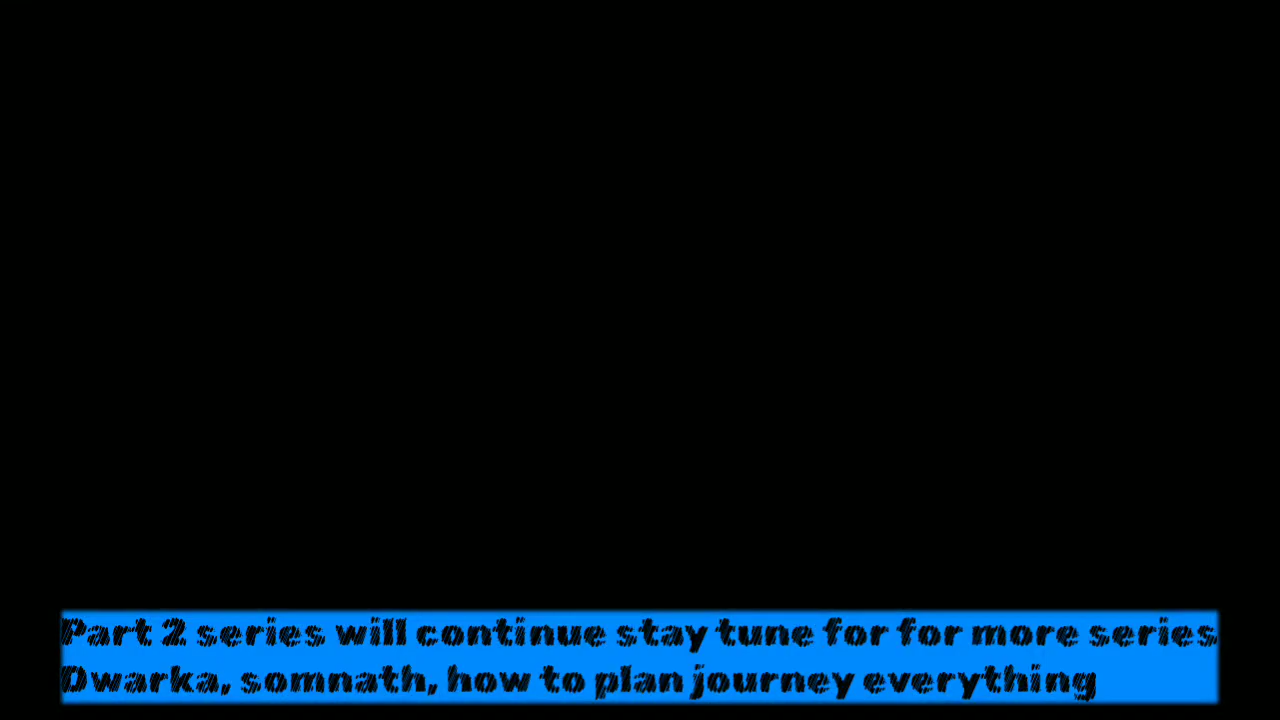 Part 2 series will continue stay tune for for more series
Dwarka, somnath, how to plan journey everything